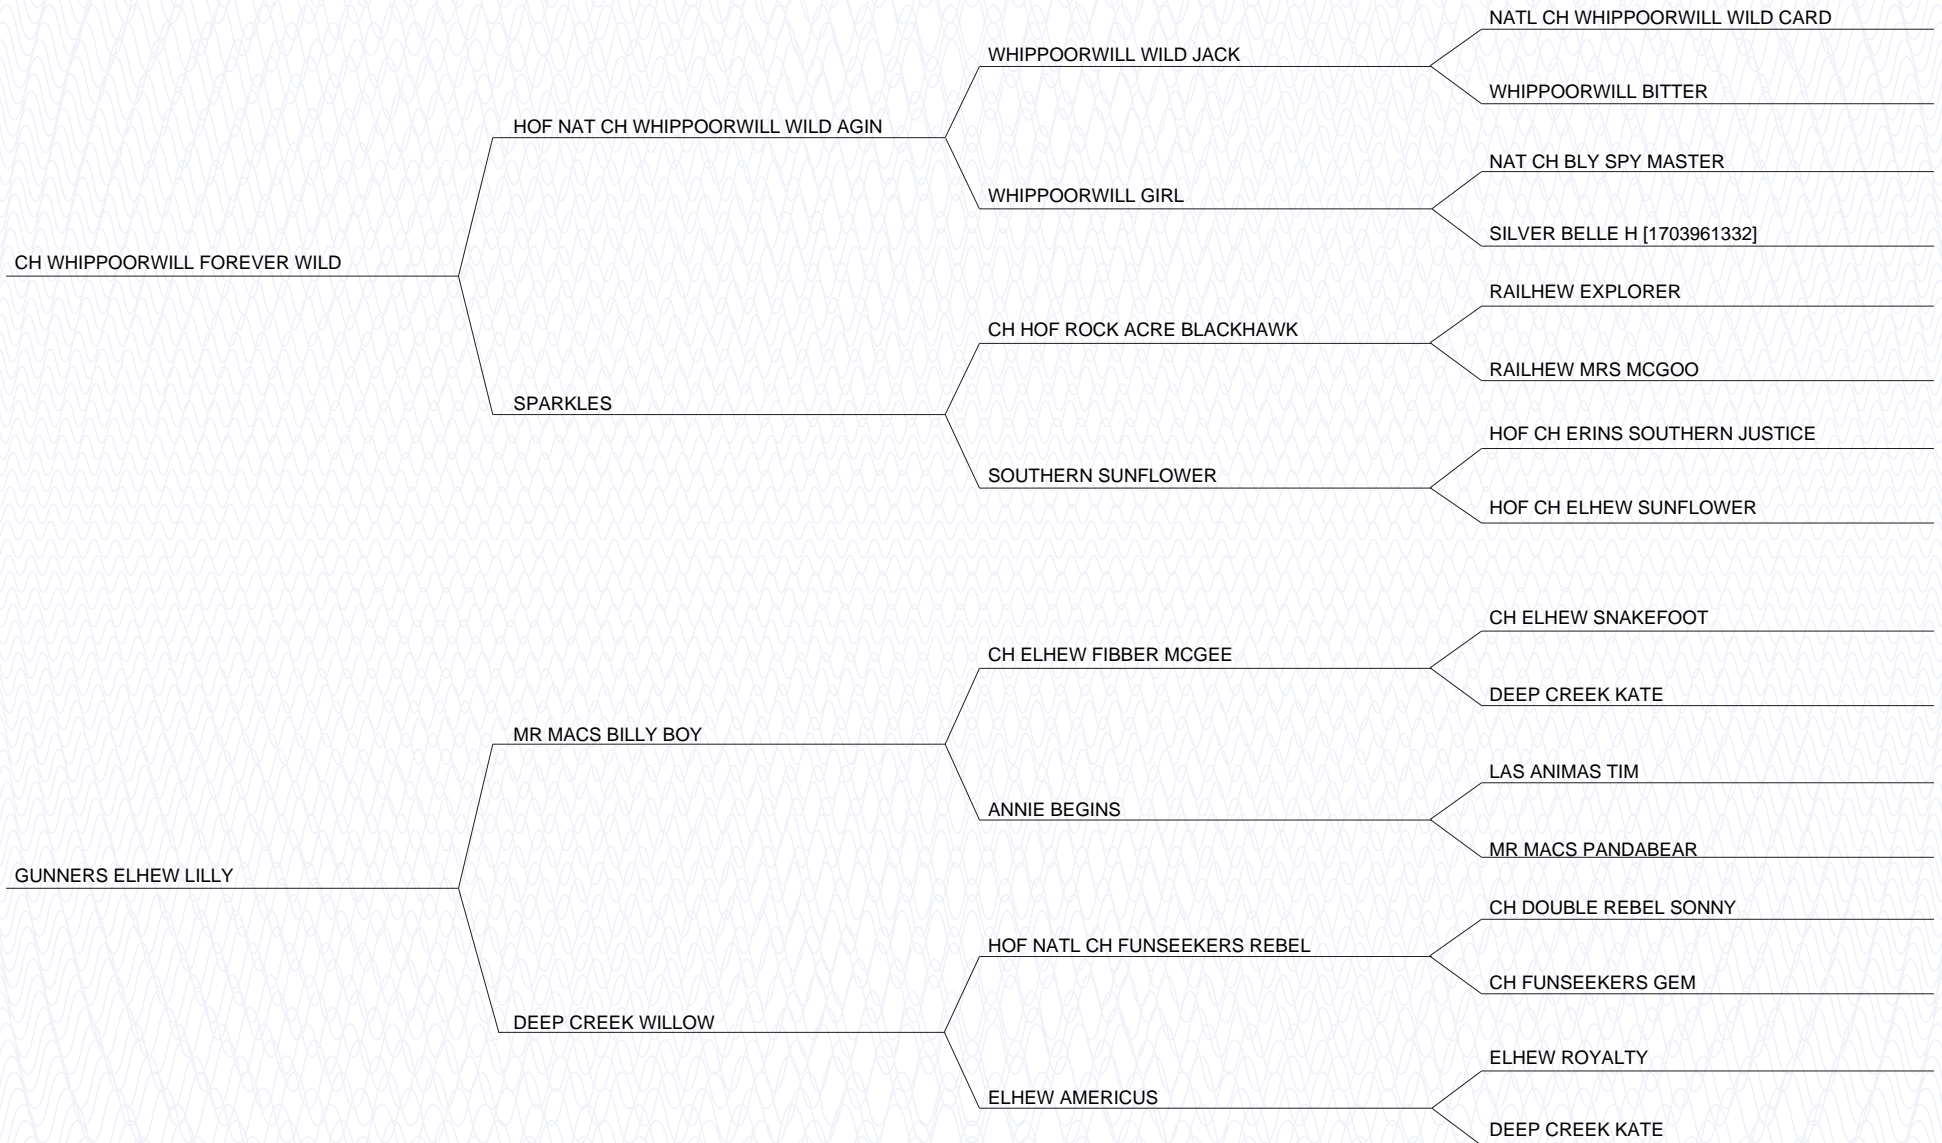 NATL CH WHIPPOORWILL WILD CARD
WHIPPOORWILL WILD JACK
WHIPPOORWILL BITTER
HOF NAT CH WHIPPOORWILL WILD AGIN
NAT CH BLY SPY MASTER
WHIPPOORWILL GIRL
SILVER BELLE H [1703961332]
CH WHIPPOORWILL FOREVER WILD
RAILHEW EXPLORER
CH HOF ROCK ACRE BLACKHAWK
RAILHEW MRS MCGOO
SPARKLES
HOF CH ERINS SOUTHERN JUSTICE
SOUTHERN SUNFLOWER
HOF CH ELHEW SUNFLOWER
CH ELHEW SNAKEFOOT
CH ELHEW FIBBER MCGEE
DEEP CREEK KATE
MR MACS BILLY BOY
LAS ANIMAS TIM
ANNIE BEGINS
MR MACS PANDABEAR
GUNNERS ELHEW LILLY
CH DOUBLE REBEL SONNY
HOF NATL CH FUNSEEKERS REBEL
CH FUNSEEKERS GEM
DEEP CREEK WILLOW
ELHEW ROYALTY
ELHEW AMERICUS
DEEP CREEK KATE